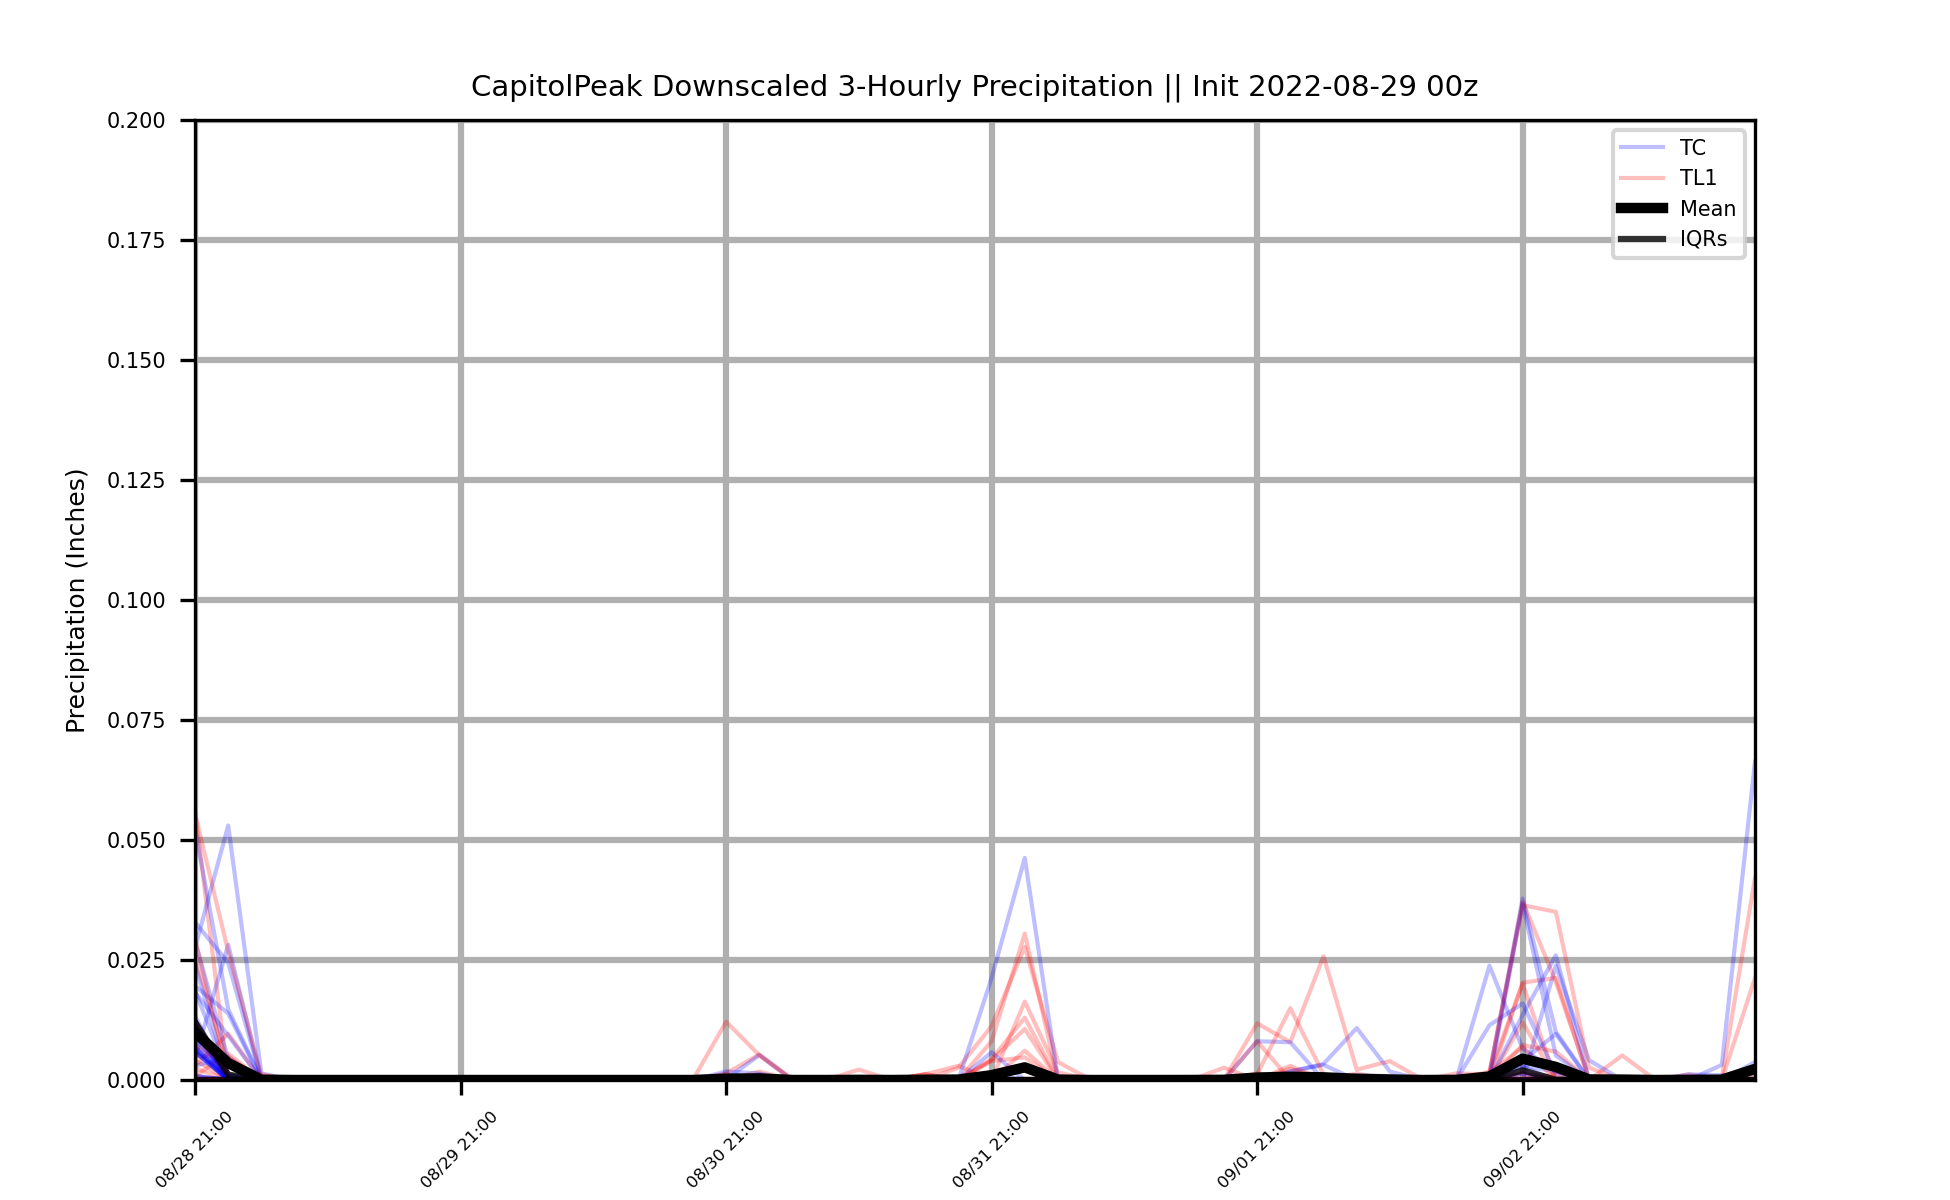 CapitolPeak Downscaled 3-Hourly Precipitation || Init 2022-08-29 00z
TC
TL1
Mean
IQRs
Precipitation (Inches)
0.200
0.175
0.150
0.125
0.100
0.075
0.050
0.025
0.000
08/28 21:00
08/29 21:00
08/30 21:00
08/31 21:00
09/01 21:00
09/02 21:00